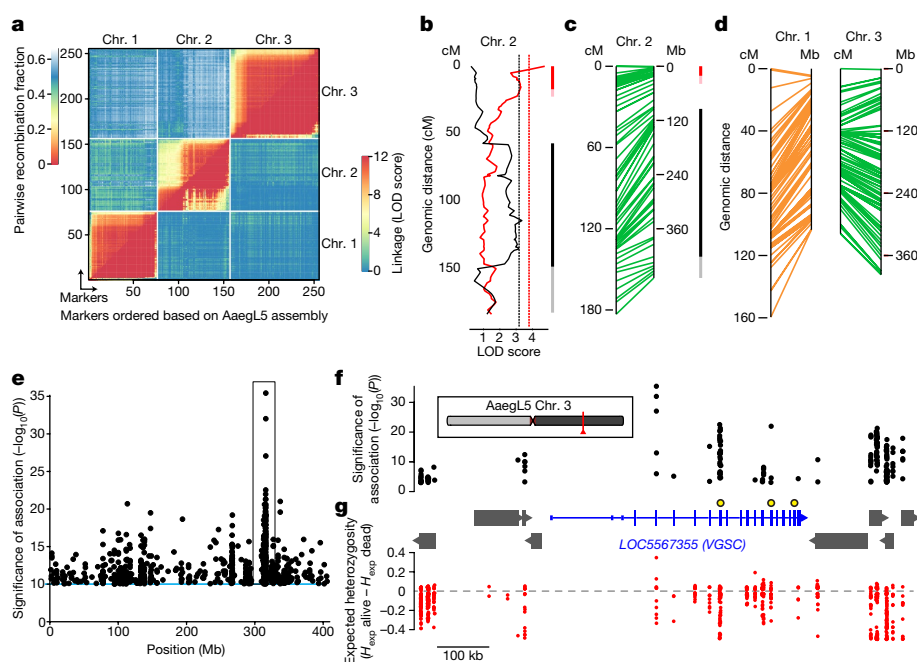 a
Chr. 1 Chr. 2 Chr. 3
Pairwise recombination fraction
0.6
0.4
0.2
0
250
200
150
100
50
Chr. 3
Chr. 2
Chr. 1
12
8
4
0
Linkage (LOD score)
Markers
50 100 150 200 250
Markers ordered based on AaegL5 assembly
b
cM Chr. 2
0
50
100
150
Genomic distance (cM)
1 2 3 4
LOD score
c
Chr. 2
cM Mb
0 0
60
120
180
120
240
360
d
Chr. 1 Chr. 3
cM Mb cM Mb
0 0
40
80
120
160
120
240
360
Genomic distance
e
Significance of association (–log10(P))
35
30
25
20
15
10
0 100 200 300 400
Position (Mb)
f
Significance of
association (–log10(P))
30
20
10
0
AaegL5 Chr. 3
g
LOC5567355 (VGSC)
Expected heterozygosity
(Hexp alive – Hexp dead)
0.4
0.2
0
−0.2
−0.4
100 kb